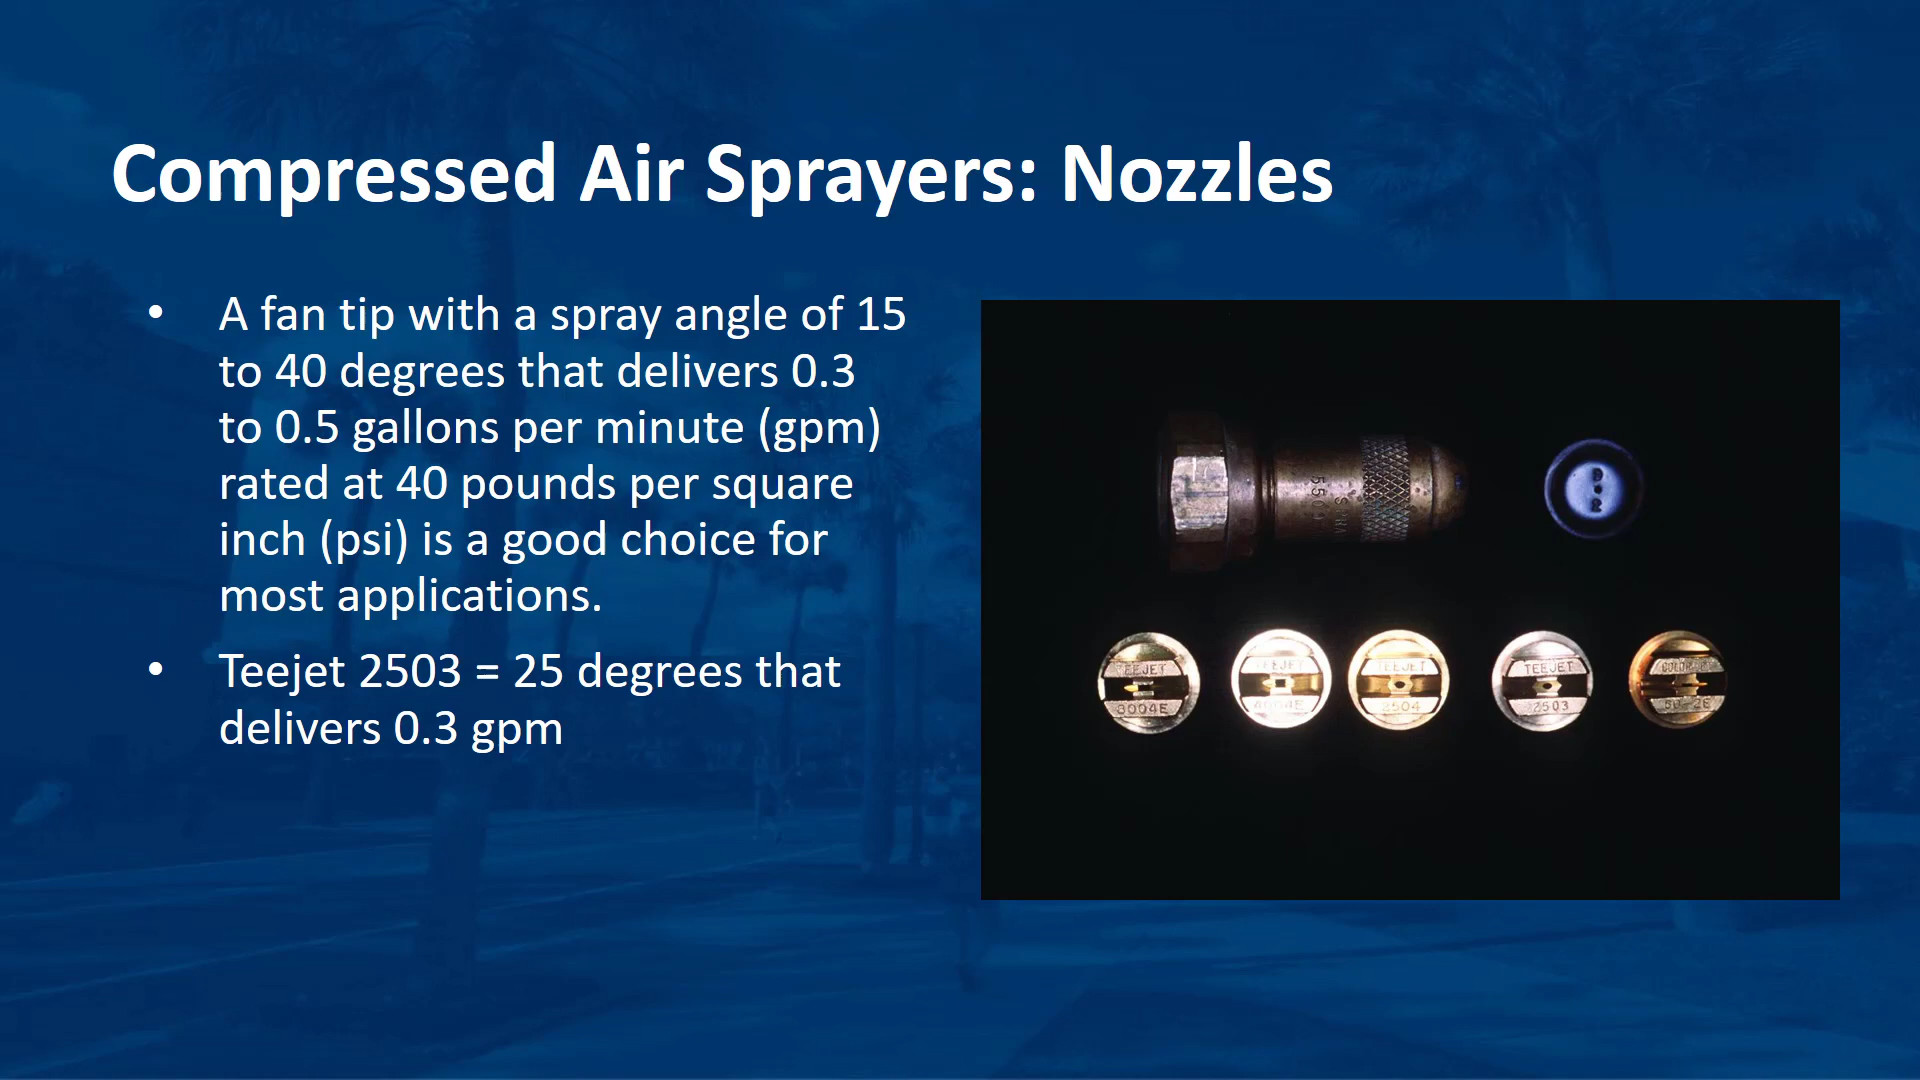 Compressed Air Sprayers: Nozzles
• A fan tip with a spray angle of 15
to 40 degrees that delivers 0.3
to 0.5 gallons per minute (gpm)
rated at 40 pounds per square
inch (psi) is a good choice for
most applications.
• Teejet 2503 = 25 degrees that
delivers 0.3 gpm
5500
TEEJET
TEEJET
TEEJET
TEEJET
8004E
4004E
2504
2503